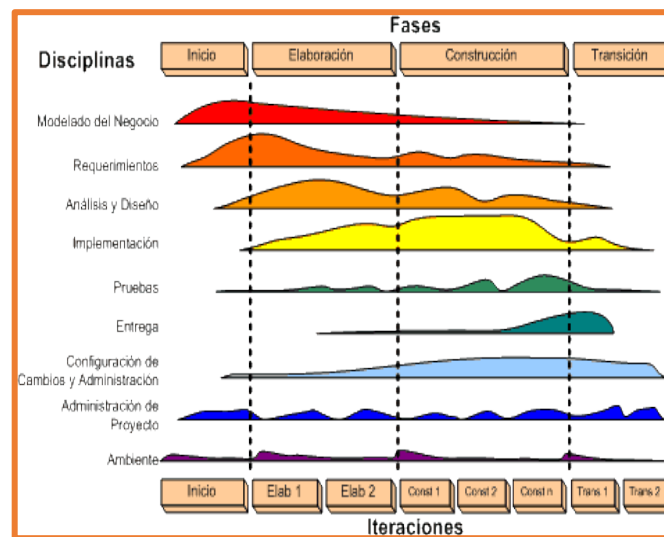 Fases
Inicio Elaboración Construcción Transición
Disciplinas
Modelado del Negocio
Requerimientos
Análisis y Diseño
Implementación
Pruebas
Entrega
Configuración de
Cambios y Administración
Administración de
Proyecto
Ambiente
Inicio Elab 1 Elab 2 Const 1 Const 2 Const n Trans 1 Trans 2
Iteraciones